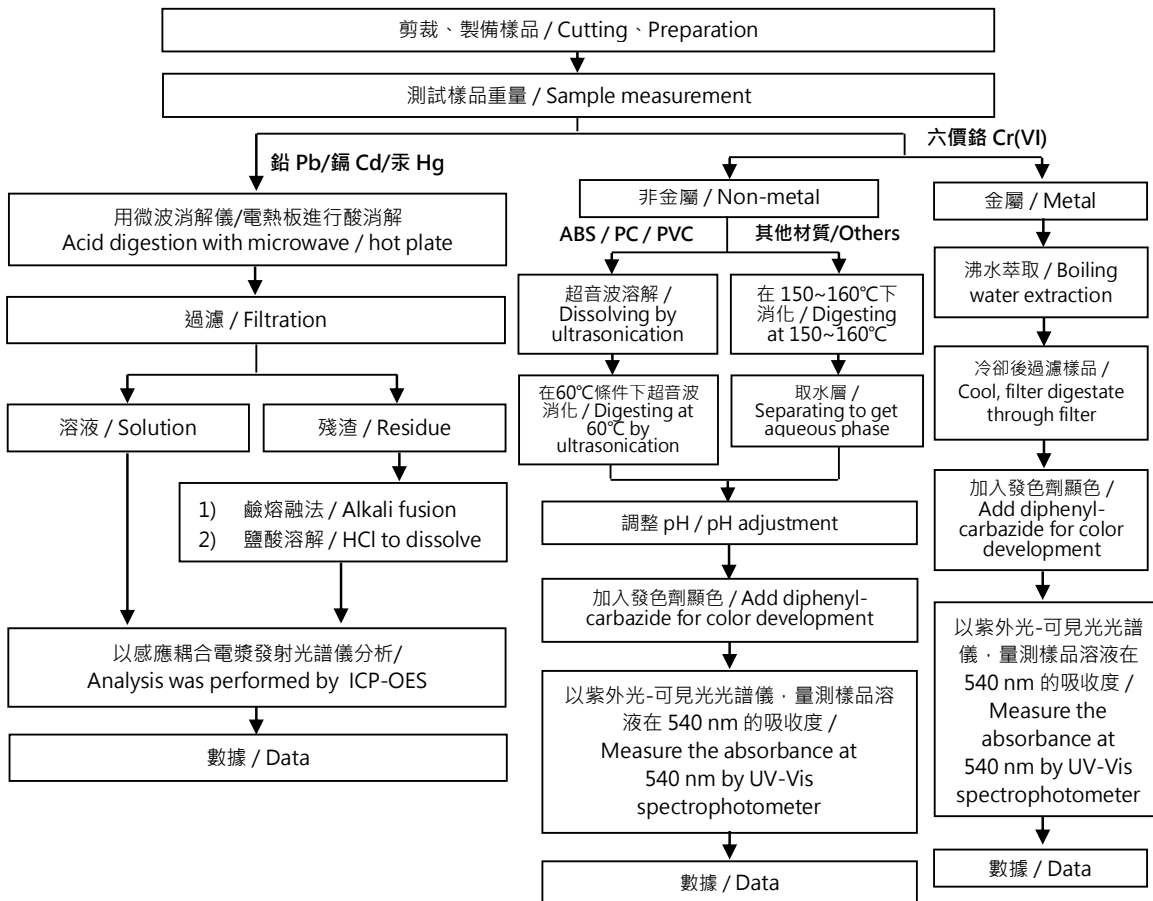 剪裁、製備樣品 / Cutting、Preparation
測試樣品重量 / Sample measurement
鉛 Pb/鎘 Cd/汞 Hg
六價鉻 Cr(VI)
用微波消解儀/電熱板進行酸消解
Acid digestion with microwave / hot plate
過濾 / Filtration
溶液 / Solution
殘渣 / Residue
1) 鹼熔融法 / Alkali fusion
2) 鹽酸溶解 / HCl to dissolve
以感應耦合電漿發射光譜儀分析/
Analysis was performed by ICP-OES
數據 / Data
非金屬 / Non-metal
ABS / PC / PVC
其他材質/Others
超音波溶解 /
Dissolving by
ultrasonication
在60℃條件下超音波
消化 / Digesting at
60℃ by
ultrasonication
在 150~160℃下
消化 / Digesting
at 150~160℃
取水層 /
Separating to get
aqueous phase
調整 pH / pH adjustment
加入發色劑顯色 / Add diphenyl-
carbazide for color development
以紫外光-可見光光譜儀，量測樣品溶
液在 540 nm 的吸收度 /
Measure the absorbance at
540 nm by UV-Vis
spectrophotometer
數據 / Data
金屬 / Metal
沸水萃取 / Boiling
water extraction
冷卻後過濾樣品 /
Cool, filter digestate
through filter
加入發色劑顯色 /
Add diphenyl-
carbazide for color
development
以紫外光-可見光光譜
儀，量測樣品溶液在
540 nm 的吸收度 /
Measure the
absorbance at
540 nm by UV-Vis
spectrophotometer
數據 / Data